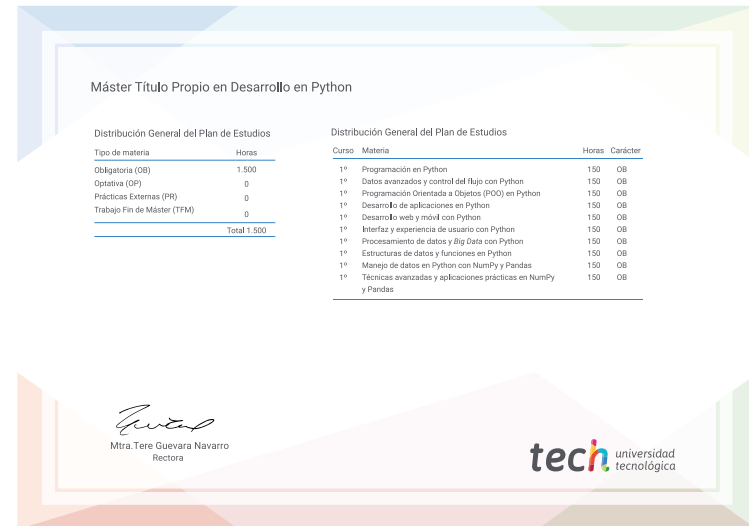 Máster Título Propio en Desarrollo en Python
Distribución General del Plan de Estudios
Tipo de materia Horas
Obligatoria (OB) 1.500
Optativa (OP) 0
Prácticas Externas (PR) 0
Trabajo Fin de Máster (TFM) 0
Total 1.500
Distribución General del Plan de Estudios
Curso Materia Horas Carácter
1º Programación en Python 150 OB
1º Datos avanzados y control del flujo con Python 150 OB
1º Programación Orientada a Objetos (POO) en Python 150 OB
1º Desarrollo de aplicaciones en Python 150 OB
1º Desarrollo web y móvil con Python 150 OB
1º Interfaz y experiencia de usuario con Python 150 OB
1º Procesamiento de datos y Big Data con Python 150 OB
1º Estructuras de datos y funciones en Python 150 OB
1º Manejo de datos en Python con NumPy y Pandas 150 OB
1º Técnicas avanzadas y aplicaciones prácticas en NumPy 150 OB
y Pandas
Mtra.Tere Guevara Navarro
Rectora
tech universidad
tecnológica